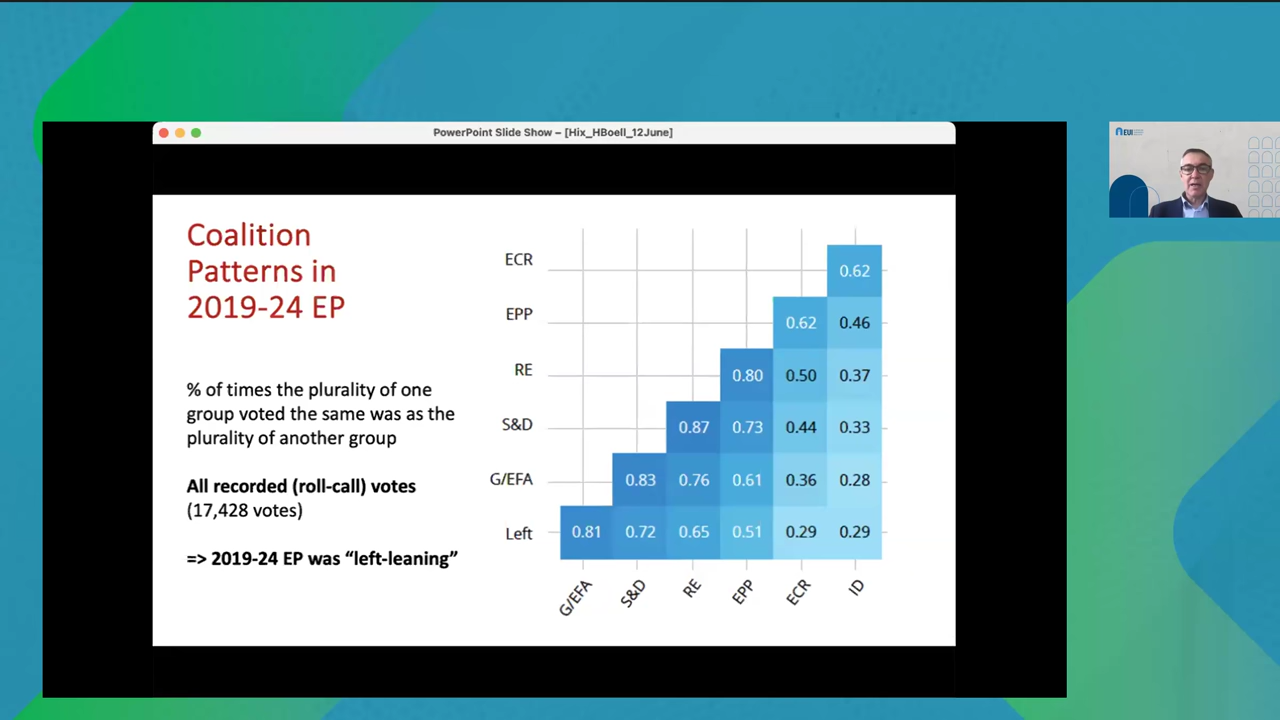 PowerPoint Slide Show – [Hix_HBoell_12June]
EUI
Coalition
Patterns in
2019-24 EP
% of times the plurality of one
group voted the same was as the
plurality of another group
All recorded (roll-call) votes
(17,428 votes)
=> 2019-24 EP was “left-leaning”
ECR 0.62
EPP 0.62 0.46
RE 0.80 0.50 0.37
S&D 0.87 0.73 0.44 0.33
G/EFA 0.83 0.76 0.61 0.36 0.28
Left 0.81 0.72 0.65 0.51 0.29 0.29
G/EFA S&D RE EPP ECR ID